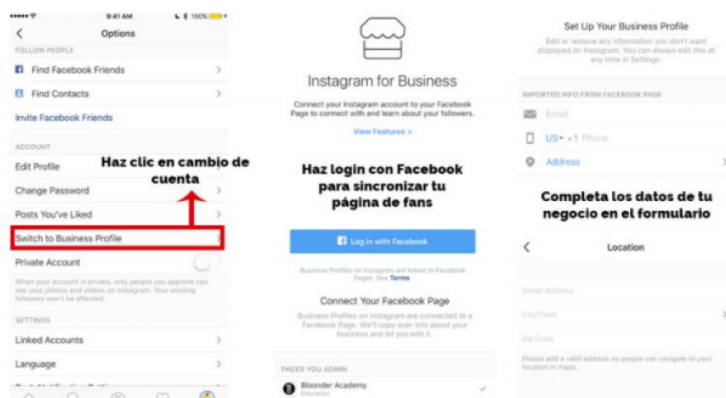 9:41 AM
100%
Options
FOLLOW PEOPLE
Find Facebook Friends
Find Contacts
Invite Facebook Friends
ACCOUNT
Edit Profile
Haz clic en cambio de
cuenta
Change Password
Posts You've Liked
Switch to Business Profile
Private Account
When your account is private, only people you approve can
see your photos and videos on Instagram. Your existing
followers won't be affected.
SETTINGS
Linked Accounts
Language
Instagram for Business
Connect your Instagram account to your Facebook
Page to connect with and learn about your followers.
View Features >
Haz login con Facebook
para sincronizar tu
página de fans
Log in with Facebook
Business Profiles on Instagram are linked to Facebook
Pages. See Terms.
Connect Your Facebook Page
Business Profiles on Instagram are connected to a
Facebook Page. We'll copy over info about your
business and let you edit it.
PAGES YOU ADMIN
Bloonder Academy
Education
Set Up Your Business Profile
Edit or remove any information you don't want
displayed on Instagram. You can always edit this at
any time in Settings.
IMPORTED INFO FROM FACEBOOK PAGE
Email
US +1 Phone
Address
Completa los datos de tu
negocio en el formulario
Location
Street Address
City/Town
Zip Code
Please add a valid address so people can navigate to your
location in maps.